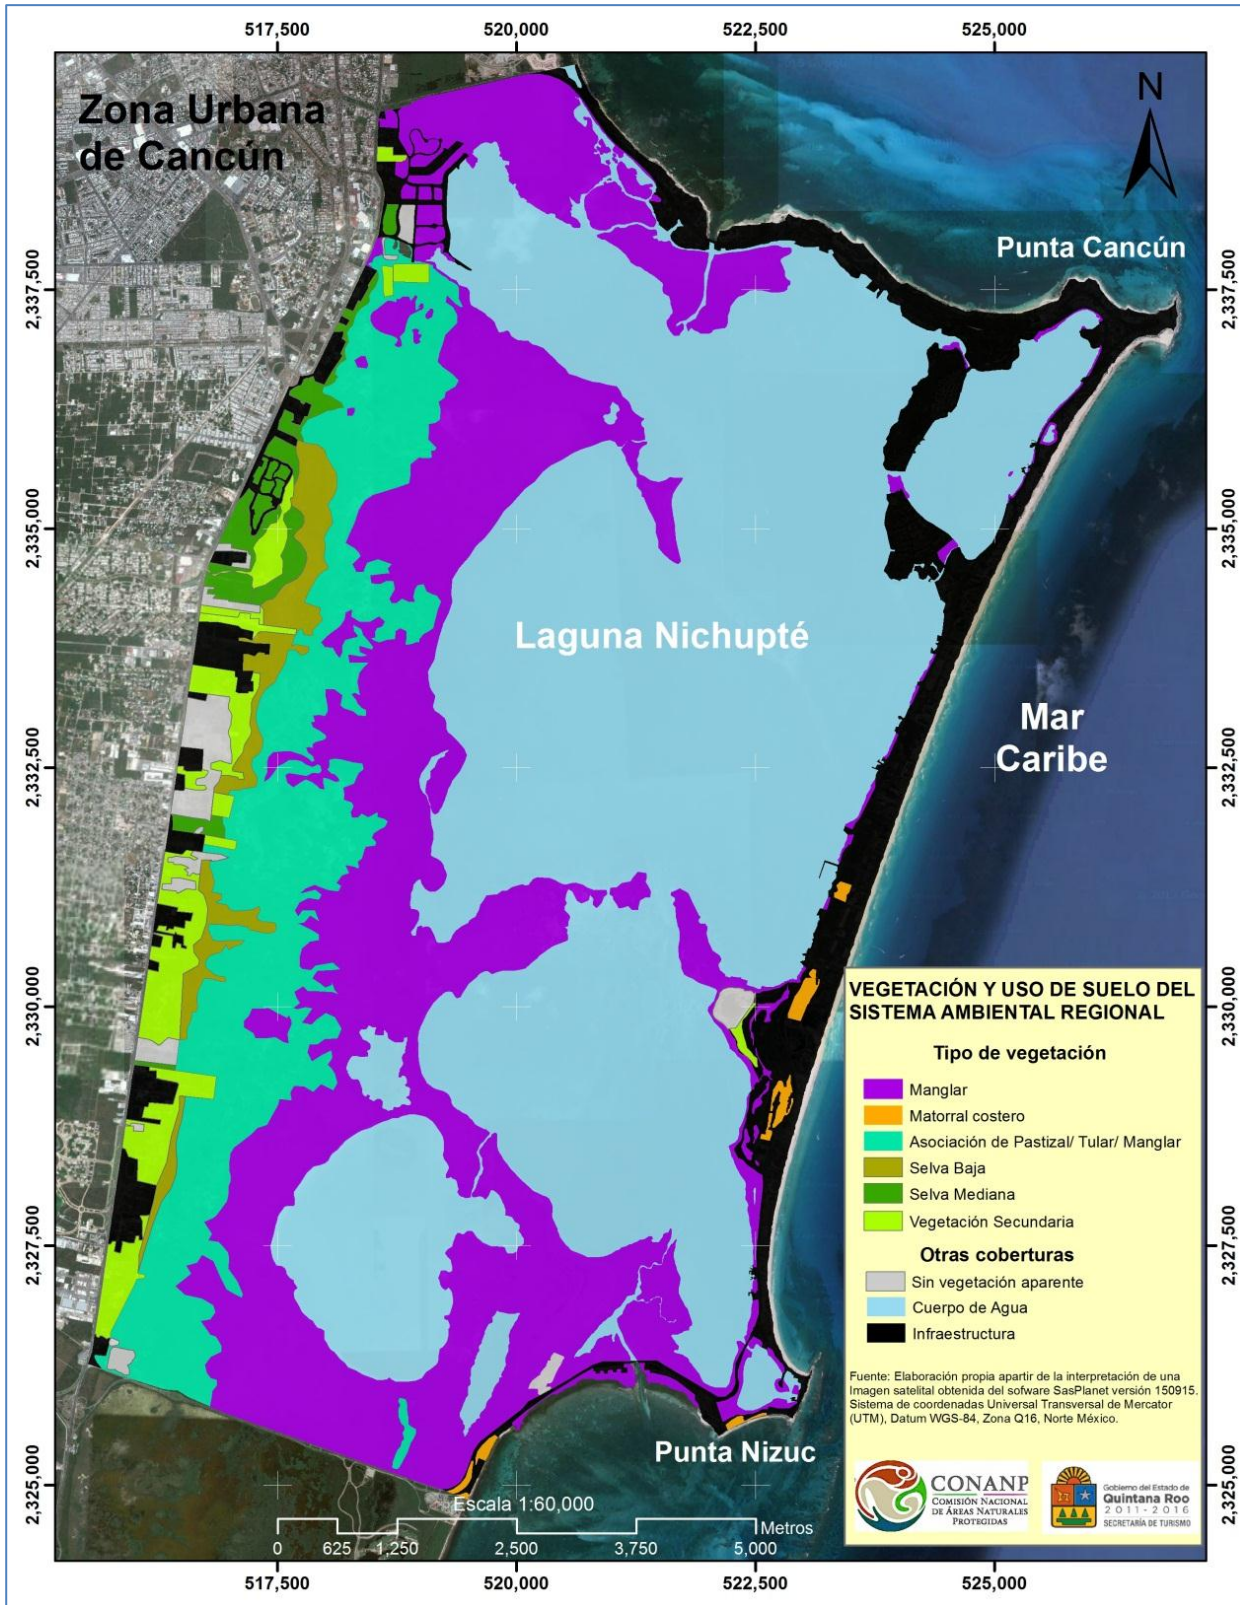 517,500 520,000 522,500 525,000
Zona Urbana
de Cancún
N
Punta Cancún
2,337,500 2,337,500
2,335,000 2,335,000
Laguna Nichupté
Mar
Caribe
2,332,500 2,332,500
2,330,000 2,330,000
VEGETACIÓN Y USO DE SUELO DEL
SISTEMA AMBIENTAL REGIONAL
Tipo de vegetación
Manglar
Matorral costero
Asociación de Pastizal/ Tular/ Manglar
Selva Baja
Selva Mediana
Vegetación Secundaria
2,327,500 2,327,500
Otras coberturas
Sin vegetación aparente
Cuerpo de Agua
Infraestructura
Fuente: Elaboración propia apartir de la interpretación de una
Imagen satelital obtenida del sofware SasPlanet versión 150915.
Sistema de coordenadas Universal Transversal de Mercator
(UTM), Datum WGS-84, Zona Q16, Norte México.
Punta Nizuc
2,325,000 2,325,000
CONANP
COMISIÓN NACIONAL
DE ÁREAS NATURALES
PROTEGIDAS
Gobierno del Estado de
Quintana Roo
2011-2016
SECRETARÍA DE TURISMO
Escala 1:60,000
Metros
0 625 1,250 2,500 3,750 5,000
517,500 520,000 522,500 525,000